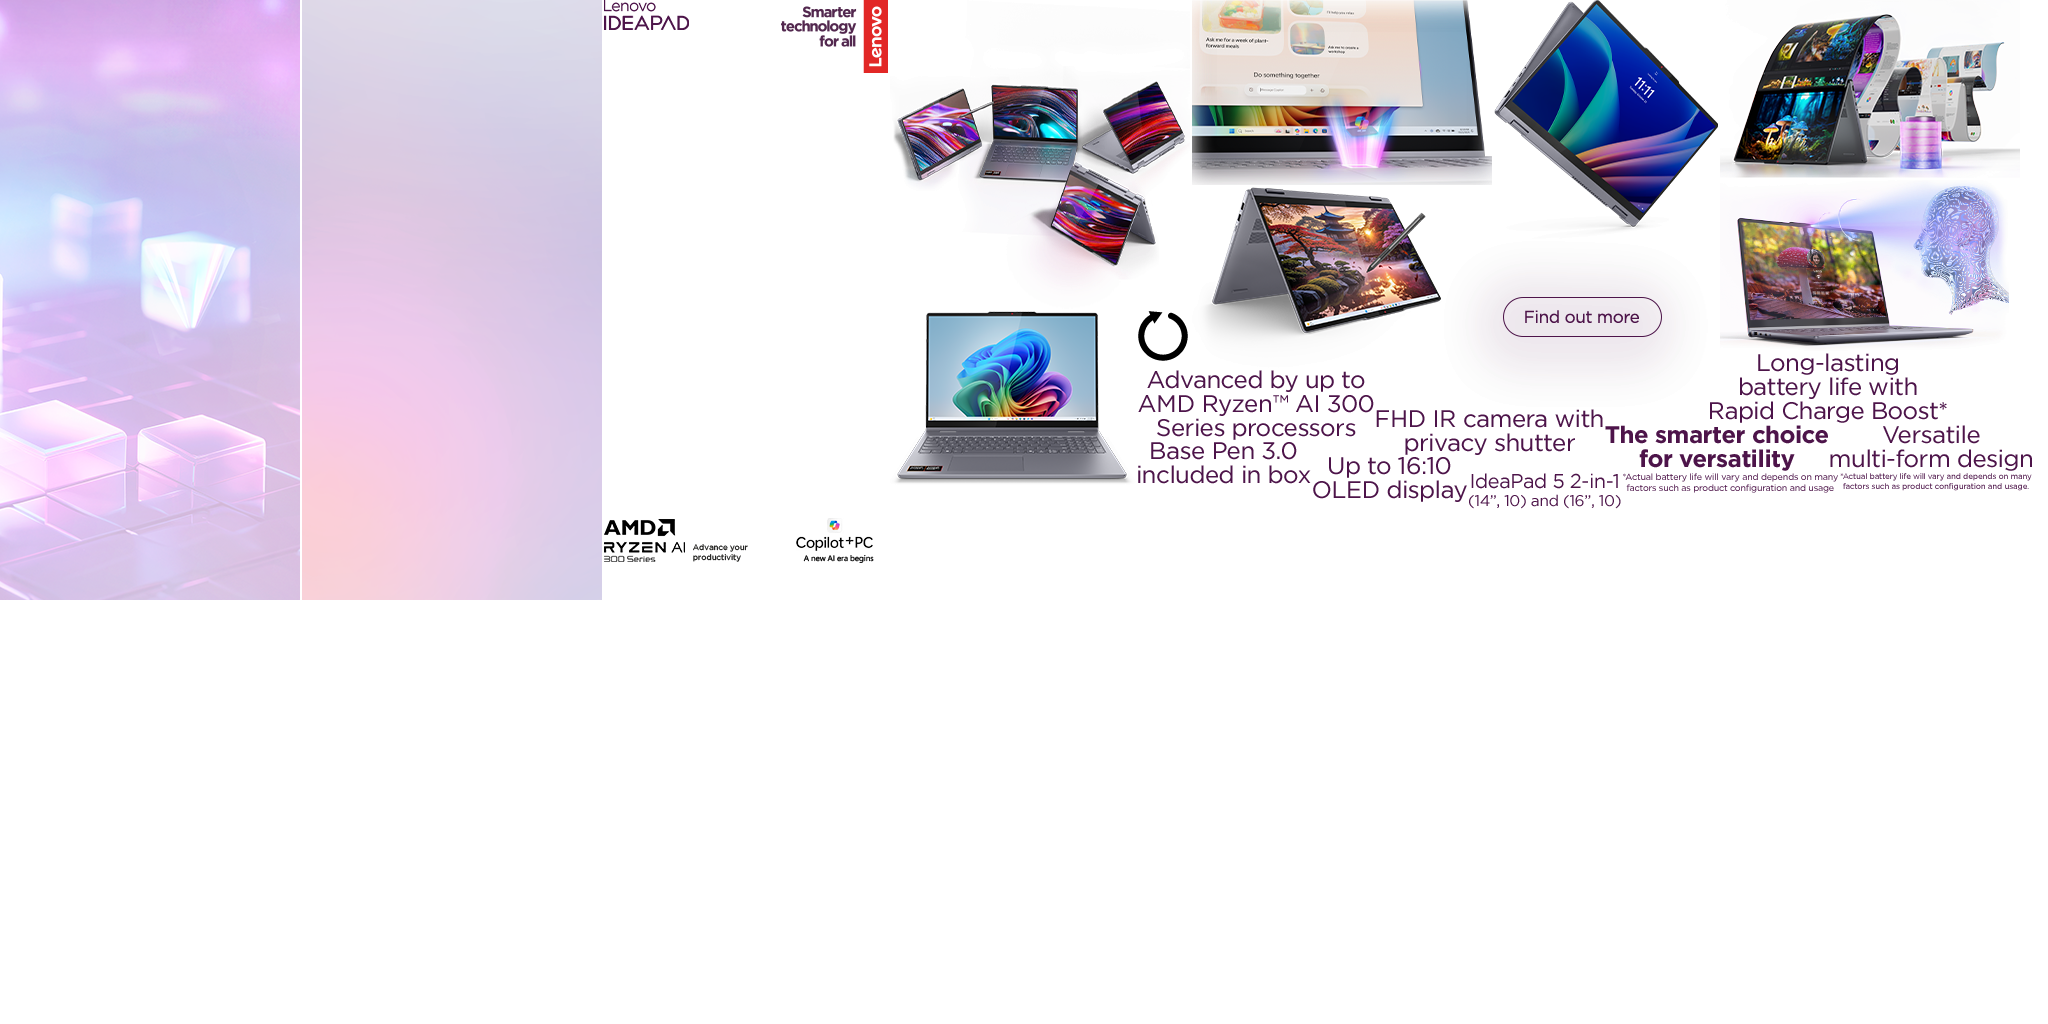 Lenovo
IDEAPAD
Smarter
technology
for all
Lenovo
Ask me for a week of plant-
forward meals
Do something together
11:11
Find out more
Long-lasting
battery life with
Rapid Charge Boost*
Advanced by up to
AMD Ryzen™ AI 300
Series processors
FHD IR camera with
privacy shutter
The smarter choice
for versatility
Versatile
multi-form design
Base Pen 3.0
included in box
Up to 16:10
OLED display
IdeaPad 5 2-in-1
(14”, 10) and (16”, 10)
*Actual battery life will vary and depends on many
factors such as product configuration and usage
*Actual battery life will vary and depends on many
factors such as product configuration and usage.
AMD
RYZEN AI
300 Series
Advance your
productivity
Copilot+PC
A new AI era begins